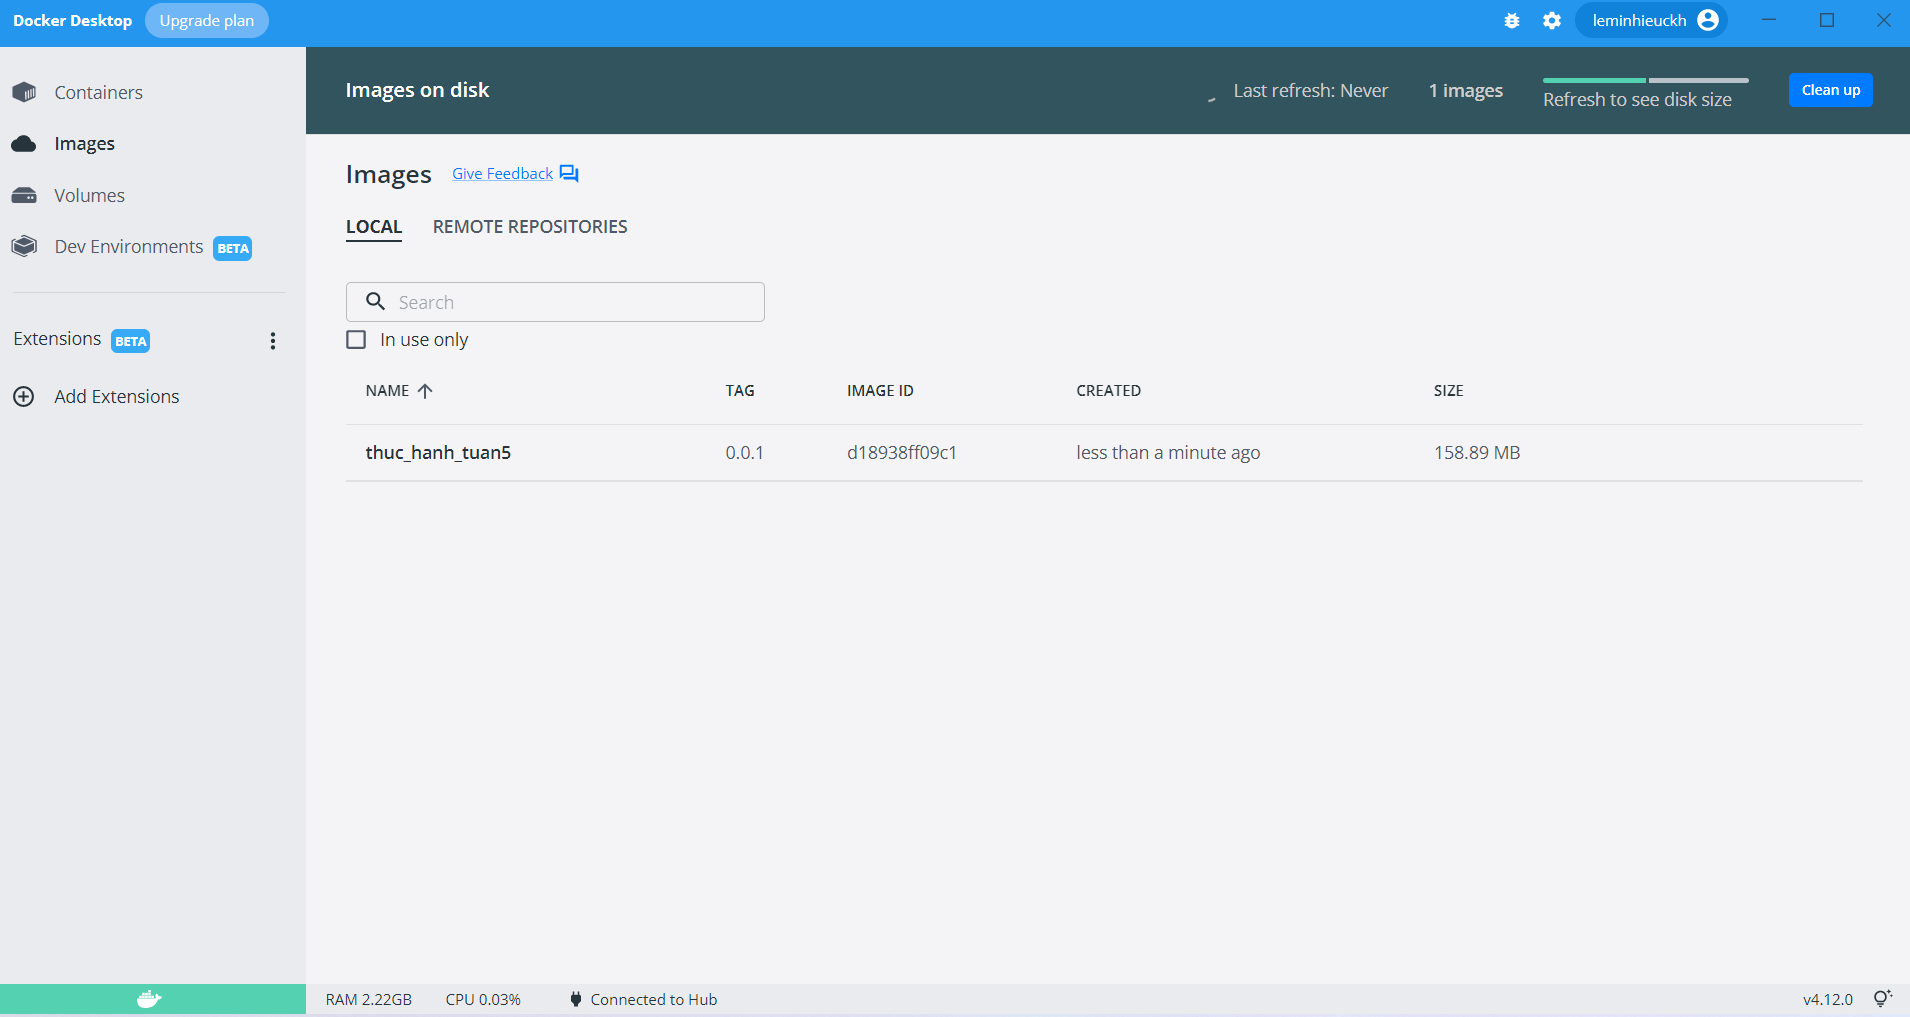 Docker Desktop Upgrade plan leminhieuckh
Containers
Images
Volumes
Dev Environments BETA
Extensions BETA
Add Extensions
Images on disk Last refresh: Never 1 images Refresh to see disk size Clean up
Images Give Feedback
LOCAL REMOTE REPOSITORIES
Search
In use only
NAME TAG IMAGE ID CREATED SIZE
thuc_hanh_tuan5 0.0.1 d18938ff09c1 less than a minute ago 158.89 MB
RAM 2.22GB CPU 0.03% Connected to Hub v4.12.0